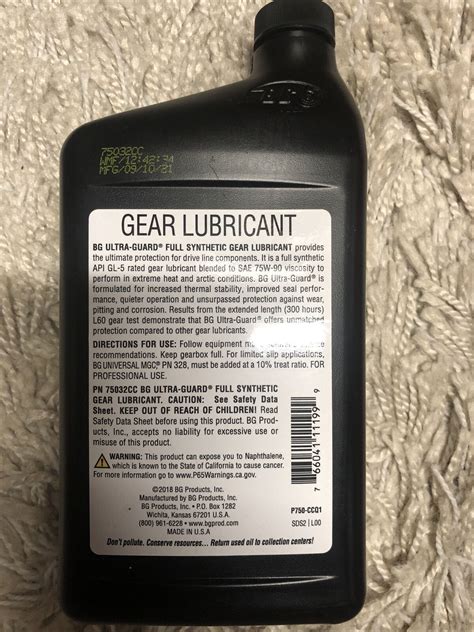 75032CC
WMF/12:42:34
MFG/09/10/21
GEAR LUBRICANT
BG ULTRA-GUARD® FULL SYNTHETIC GEAR LUBRICANT provides
the ultimate protection for drive line components. It is a full synthetic
API GL-5 rated gear lubricant blended to SAE 75W-90 viscosity to
perform in extreme heat and arctic conditions. BG Ultra-Guard® is
formulated for increased thermal stability, improved seal perfor-
mance, quieter operation and unsurpassed protection against wear,
pitting and corrosion. Results from the extended length (300 hours)
L60 gear test demonstrate that BG Ultra-Guard® offers unmatched
protection compared to other gear lubricants.
DIRECTIONS FOR USE: Follow equipment service
recommendations. Keep gearbox full. For limited slip applications,
BG UNIVERSAL MGC,® PN 328, must be added at a 10% treat ratio. FOR
PROFESSIONAL USE.
PN 75032CC BG ULTRA-GUARD® FULL SYNTHETIC
GEAR LUBRICANT. CAUTION: See Safety Data
Sheet. KEEP OUT OF REACH OF CHILDREN! Read
Safety Data Sheet before using this product. BG Prod-
ucts, Inc., accepts no liability for excessive use or
misuse of this product.
WARNING: This product can expose you to Naphthalene,
which is known to the State of California to cause cancer.
For more information, go to www.P65Warnings.ca.gov.
©2018 BG Products, Inc.
Manufactured by BG Products, Inc.
BG Products, Inc. • P.O. Box 1282
Wichita, Kansas 67201 U.S.A.
(800) 961-6228 • www.bgprod.com
MADE IN U.S.A
7 66041 11199 9
P750-CCQ1
SDS2 | L00
Don't pollute. Conserve resources... Return used oil to collection centers!